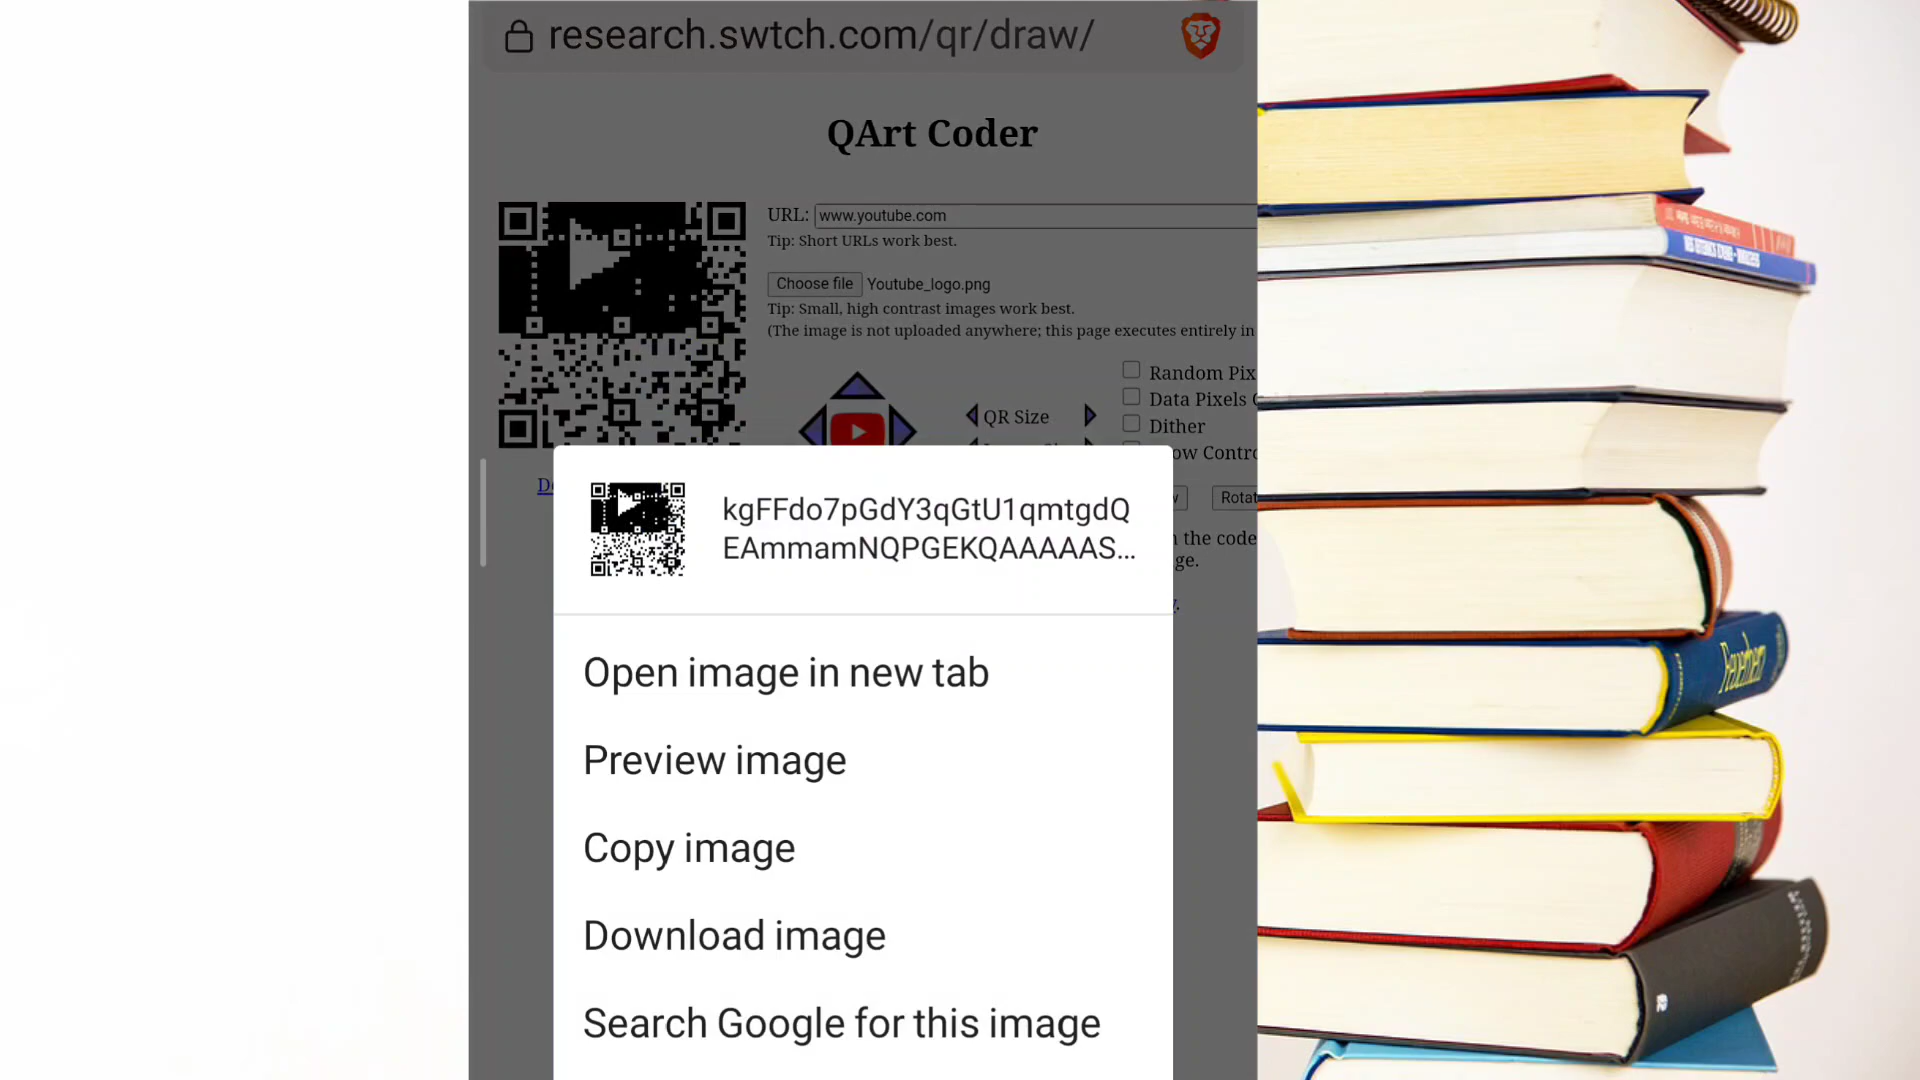 research.swtch.com/qr/draw/
QArt Coder
URL: www.youtube.com
Tip: Short URLs work best.
Choose file Youtube_logo.png
Tip: Small, high contrast images work best.
(The image is not uploaded anywhere; this page executes entirely in
Random Pix
Data Pixels
QR Size
Dither
ow Contro
Rotat
n the code
ge.
kgFFdo7pGdY3qGtU1qmtgdQ
EAmmamNQPGEKQAAAAAS...
Open image in new tab
Preview image
Copy image
Download image
Search Google for this image